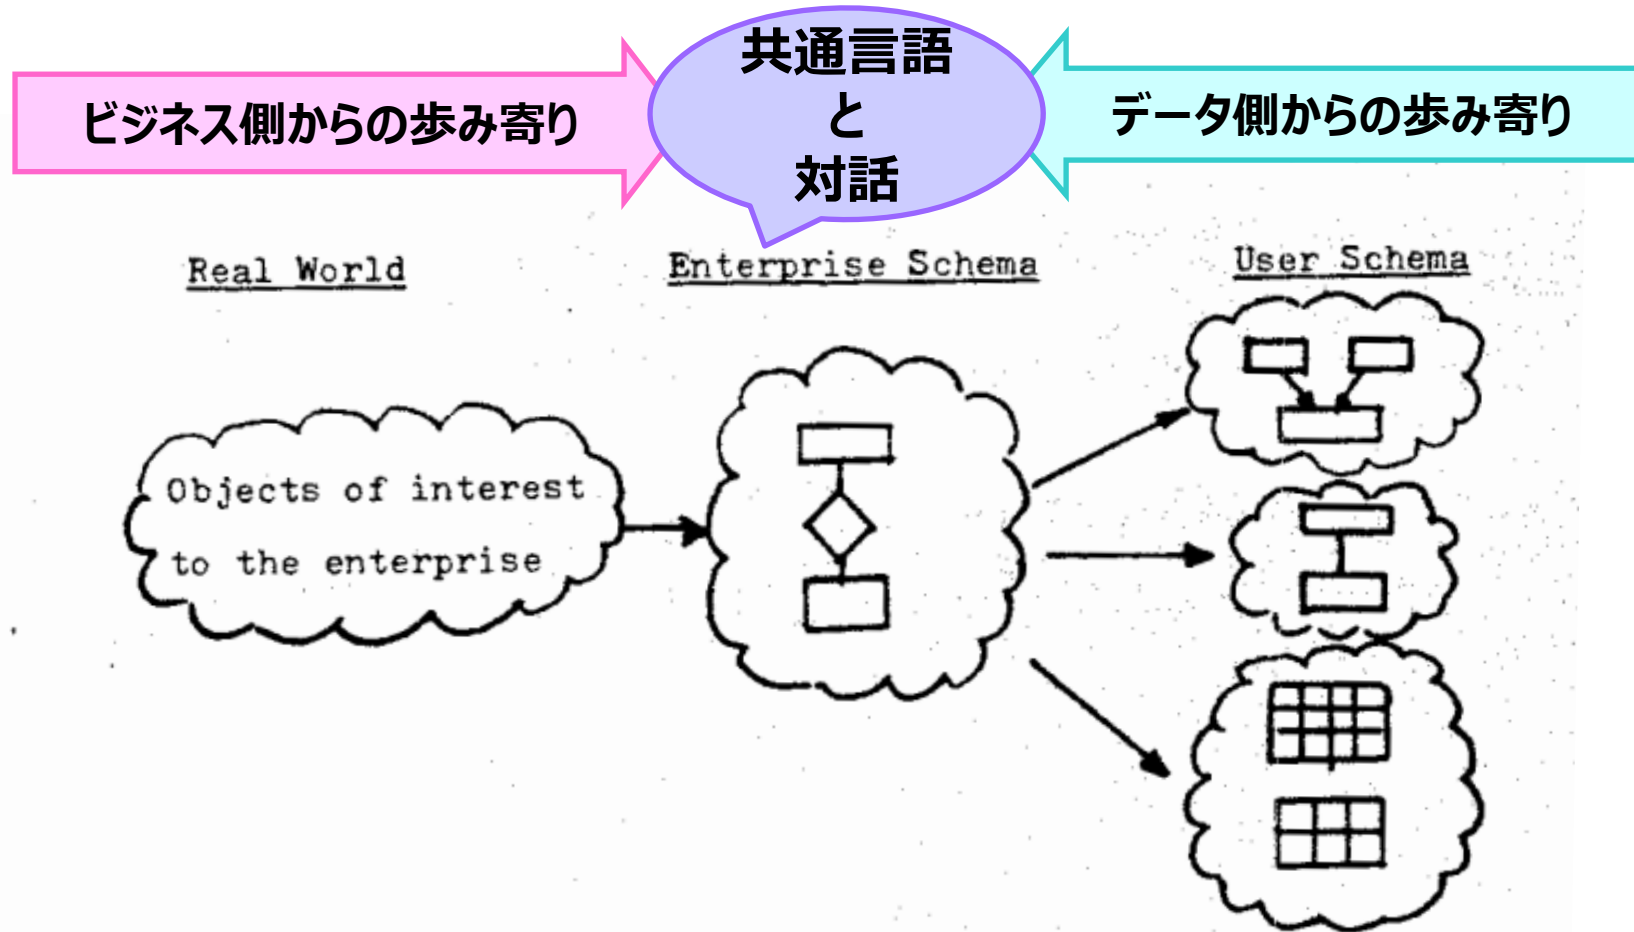 共通言語
と
対話
ビジネス側からの歩み寄り
データ側からの歩み寄り
Real World
Enterprise Schema
User Schema
Objects of interest
to the enterprise